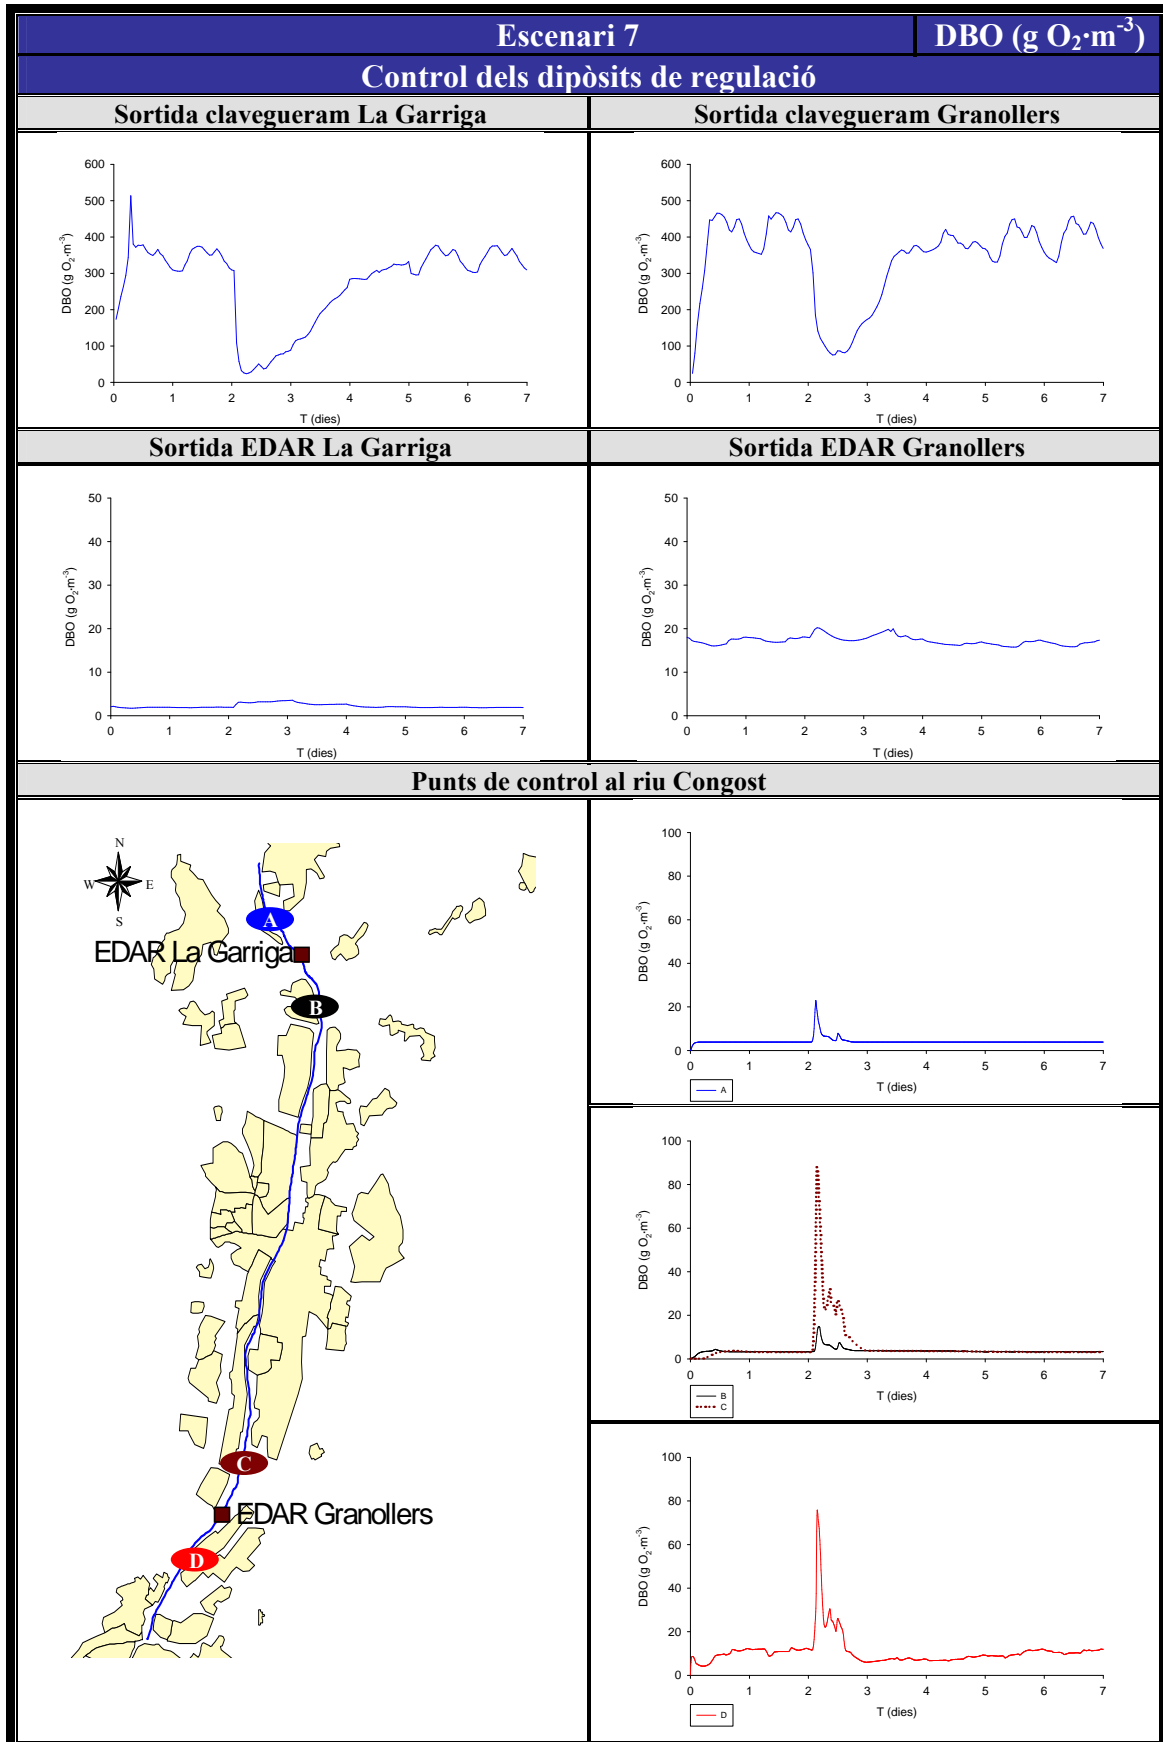 Escenari 7
DBO (g O₂·m⁻³)
Control dels dipòsits de regulació
Sortida clavegueram La Garriga
Sortida clavegueram Granollers
600
500
400
300
200
100
0
DBO (g O₂·m⁻³)
0 1 2 3 4 5 6 7
T (dies)
600
500
400
300
200
100
0
DBO (g O₂·m⁻³)
0 1 2 3 4 5 6 7
T (dies)
Sortida EDAR La Garriga
Sortida EDAR Granollers
50
40
30
20
10
0
DBO (g O₂·m⁻³)
0 1 2 3 4 5 6 7
T (dies)
50
40
30
20
10
0
DBO (g O₂·m⁻³)
0 1 2 3 4 5 6 7
T (dies)
Punts de control al riu Congost
N
W E
S
A
EDAR La Garriga
B
C
EDAR Granollers
D
100
80
60
40
20
0
DBO (g O₂·m⁻³)
0 1 2 3 4 5 6 7
T (dies)
A
100
80
60
40
20
0
DBO (g O₂·m⁻³)
0 1 2 3 4 5 6 7
T (dies)
B
C
100
80
60
40
20
0
DBO (g O₂·m⁻³)
0 1 2 3 4 5 6 7
T (dies)
D